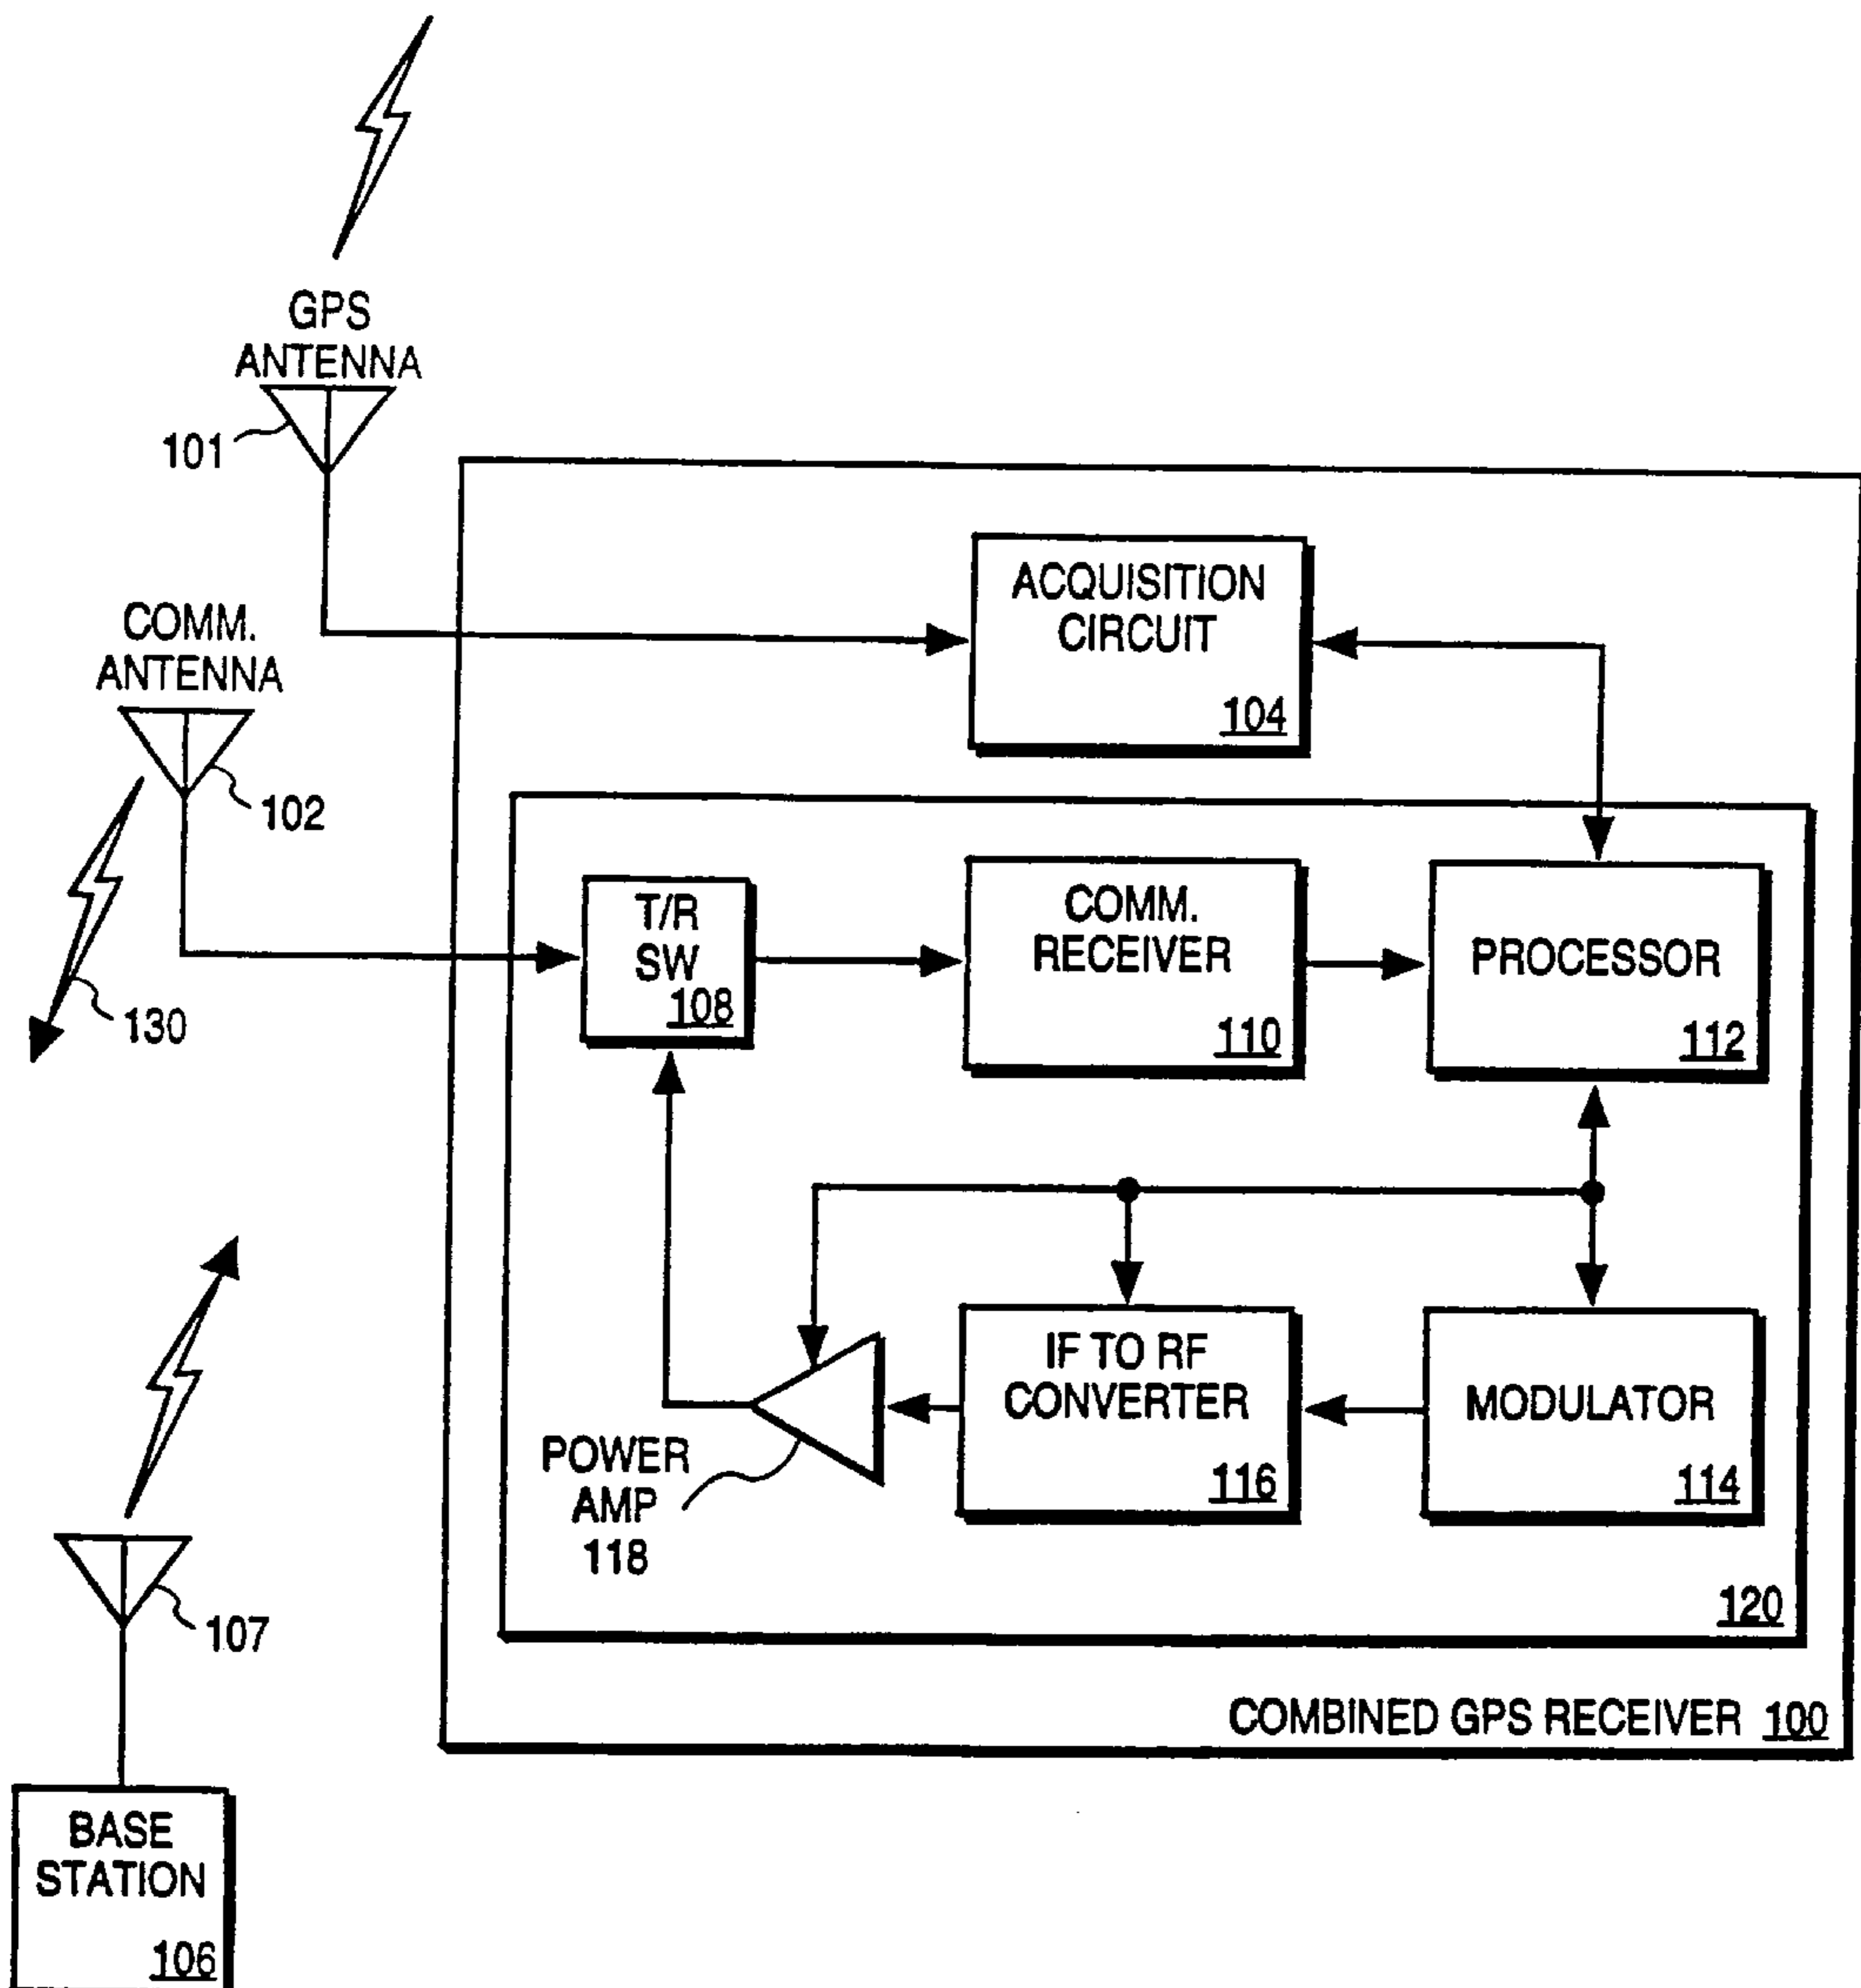 GPS
ANTENNA
101
COMM.
ANTENNA
102
130
ACQUISITION
CIRCUIT
104
T/R
SW
108
COMM.
RECEIVER
110
PROCESSOR
112
POWER
AMP
118
IF TO RF
CONVERTER
116
MODULATOR
114
120
COMBINED GPS RECEIVER 100
107
BASE
STATION
106